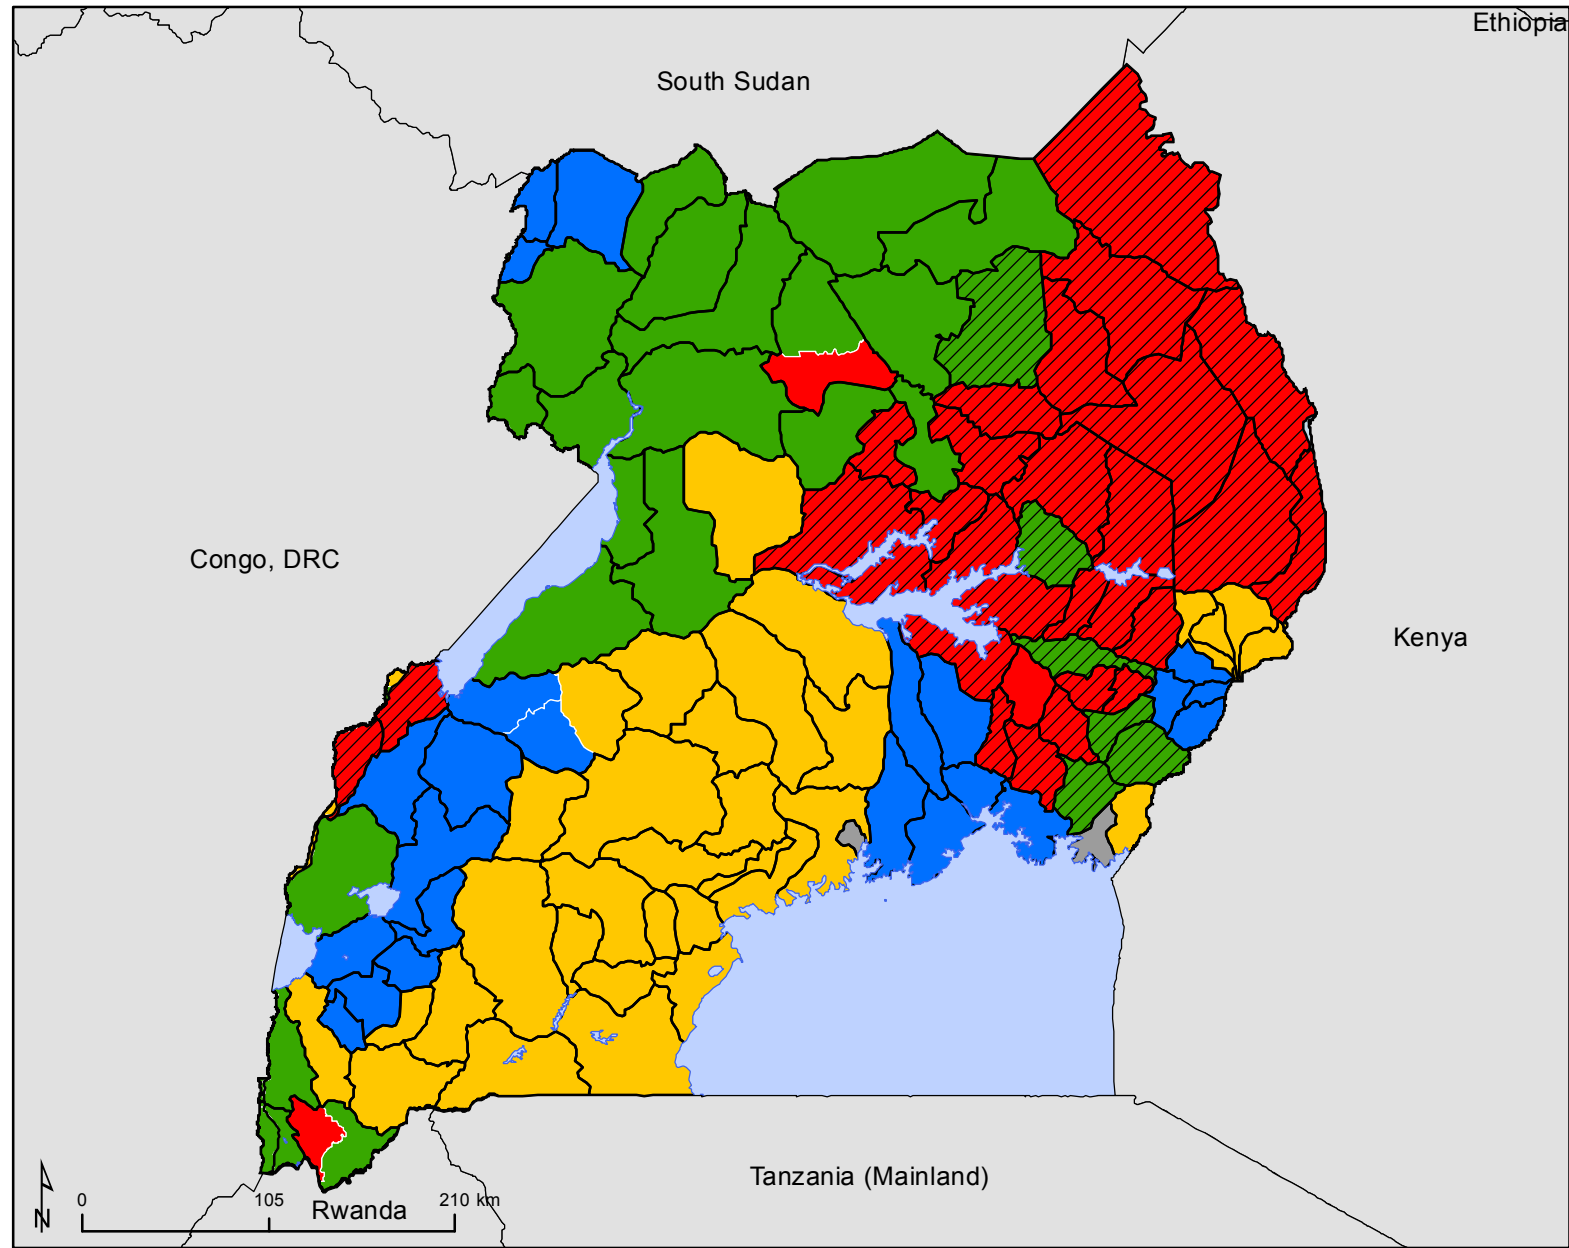 Ethiopia
South Sudan
Congo, DRC
Kenya
Tanzania (Mainland)
N
0 105 210 km
Rwanda